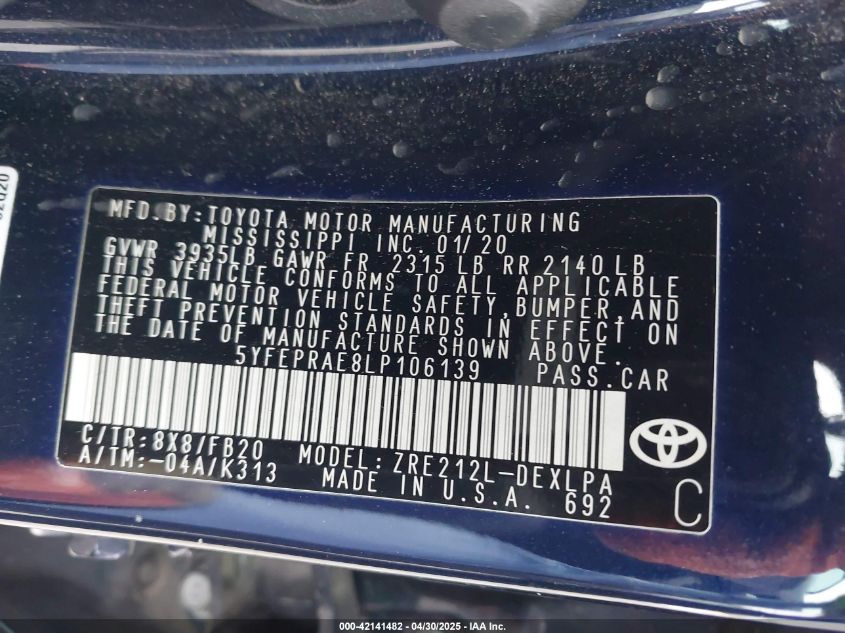 02020
MFD. BY: TOYOTA MOTOR MANUFACTURING
MISSISSIPPI INC. 01/20
GVWR 3935LB GAWR FR 2315 LB RR 2140 LB
THIS VEHICLE CONFORMS TO ALL APPLICABLE
FEDERAL MOTOR VEHICLE SAFETY, BUMPER, AND
THEFT PREVENTION STANDARDS IN EFFECT ON
THE DATE OF MANUFACTURE SHOWN ABOVE.
5YFEPRAE8LP106139 PASS. CAR
C/TR: 8X8/FB20 MODEL: ZRE212L-DEXLPA
A/TM: -04A/K313 MADE IN U.S.A. 692
C
000-42141482 - 04/30/2025 - IAA Inc.